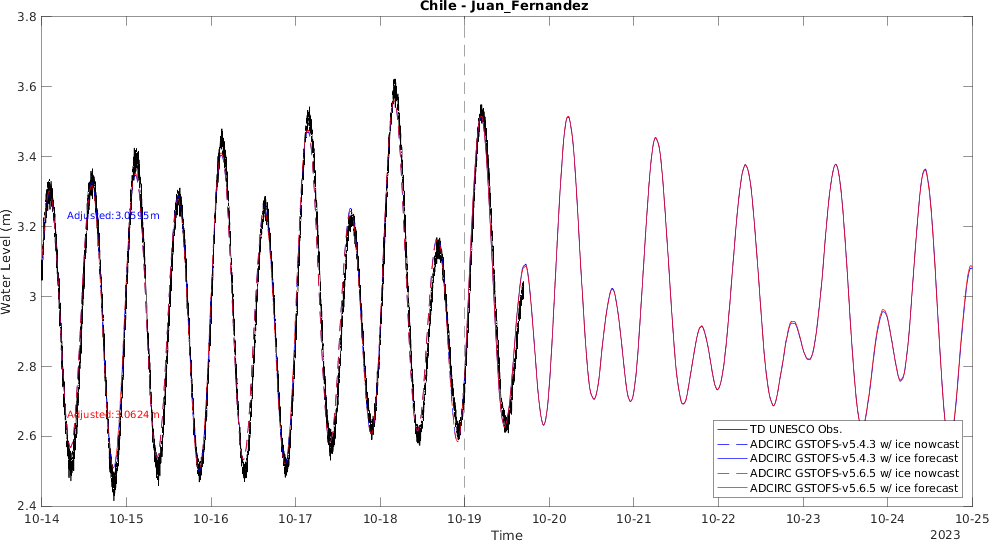 Chile - Juan_Fernandez
3.8
3.6
3.4
3.2
3
2.8
2.6
2.4
Water Level (m)
Adjusted:3.0595m
Adjusted:3.0624m
TD UNESCO Obs.
ADCIRC GSTOFS-v5.4.3 w/ ice nowcast
ADCIRC GSTOFS-v5.4.3 w/ ice forecast
ADCIRC GSTOFS-v5.6.5 w/ ice nowcast
ADCIRC GSTOFS-v5.6.5 w/ ice forecast
10-14 10-15 10-16 10-17 10-18 10-19 10-20 10-21 10-22 10-23 10-24 10-25
Time
2023